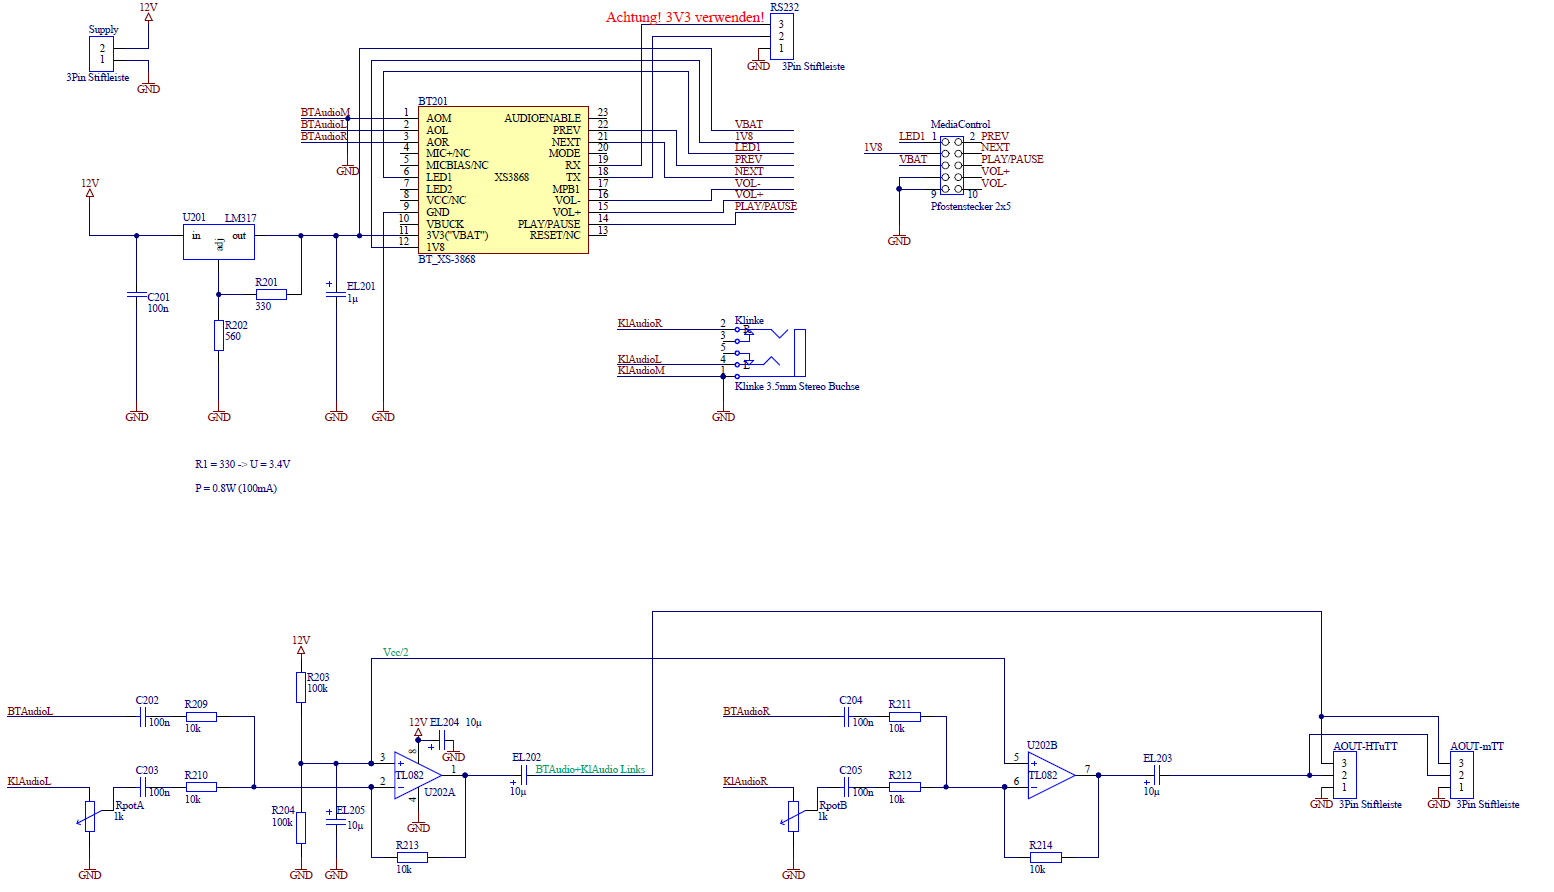 12V
Supply
2
1
3Pin Stiftleiste
GND
Achtung! 3V3 verwenden!
RS232
3
2
1
GND
3Pin Stiftleiste
BT201
BTAudioM
BTAudioL
BTAudioR
GND
1 AOM
2 AOL
3 AOR
4 MIC+/NC
5 MICBIAS/NC
6 LED1
7 LED2
8 VCC/NC
9 GND
10 VBUCK
11 3V3("VBAT")
12 1V8
XS3868
AUDIOENABLE 23
PREV 22
NEXT 21
MODE 20
RX 19
TX 18
MPB1 17
VOL- 16
VOL+ 15
PLAY/PAUSE 14
RESET/NC 13
BT_XS-3868
VBAT
1V8
LED1
PREV
NEXT
VOL-
VOL+
PLAY/PAUSE
MediaControl
LED1 1 2 PREV
1V8 NEXT
VBAT PLAY/PAUSE
VOL+
VOL-
9 10
Pfostenstecker 2x5
GND
12V
U201 LM317
in out
adj
C201
100n
R201
330
R202
560
+ EL201
1µ
GND
GND
GND
GND
KlAudioR
KlAudioL
KlAudioM
2
3
5
4
1
Klinke
R
L
Klinke 3.5mm Stereo Buchse
GND
R1 = 330 -> U = 3.4V
P = 0.8W (100mA)
BTAudioL
C202
100n
R209
10k
KlAudioL
C203
100n
R210
10k
RpotA
1k
GND
12V
R203
100k
R204
100k
GND
+ EL205
10µ
GND
Vcc/2
12V EL204 10µ
+
GND
8
3 +
2 −
1
4
TL082
U202A
GND
R213
10k
EL202
+
10µ
BTAudio+KlAudio Links
BTAudioR
C204
100n
R211
10k
KlAudioR
C205
100n
R212
10k
RpotB
1k
GND
U202B
5 +
6 −
7
TL082
R214
10k
EL203
+
10µ
AOUT-HTuTT
3
2
1
GND
3Pin Stiftleiste
AOUT-mTT
3
2
1
GND
3Pin Stiftleiste